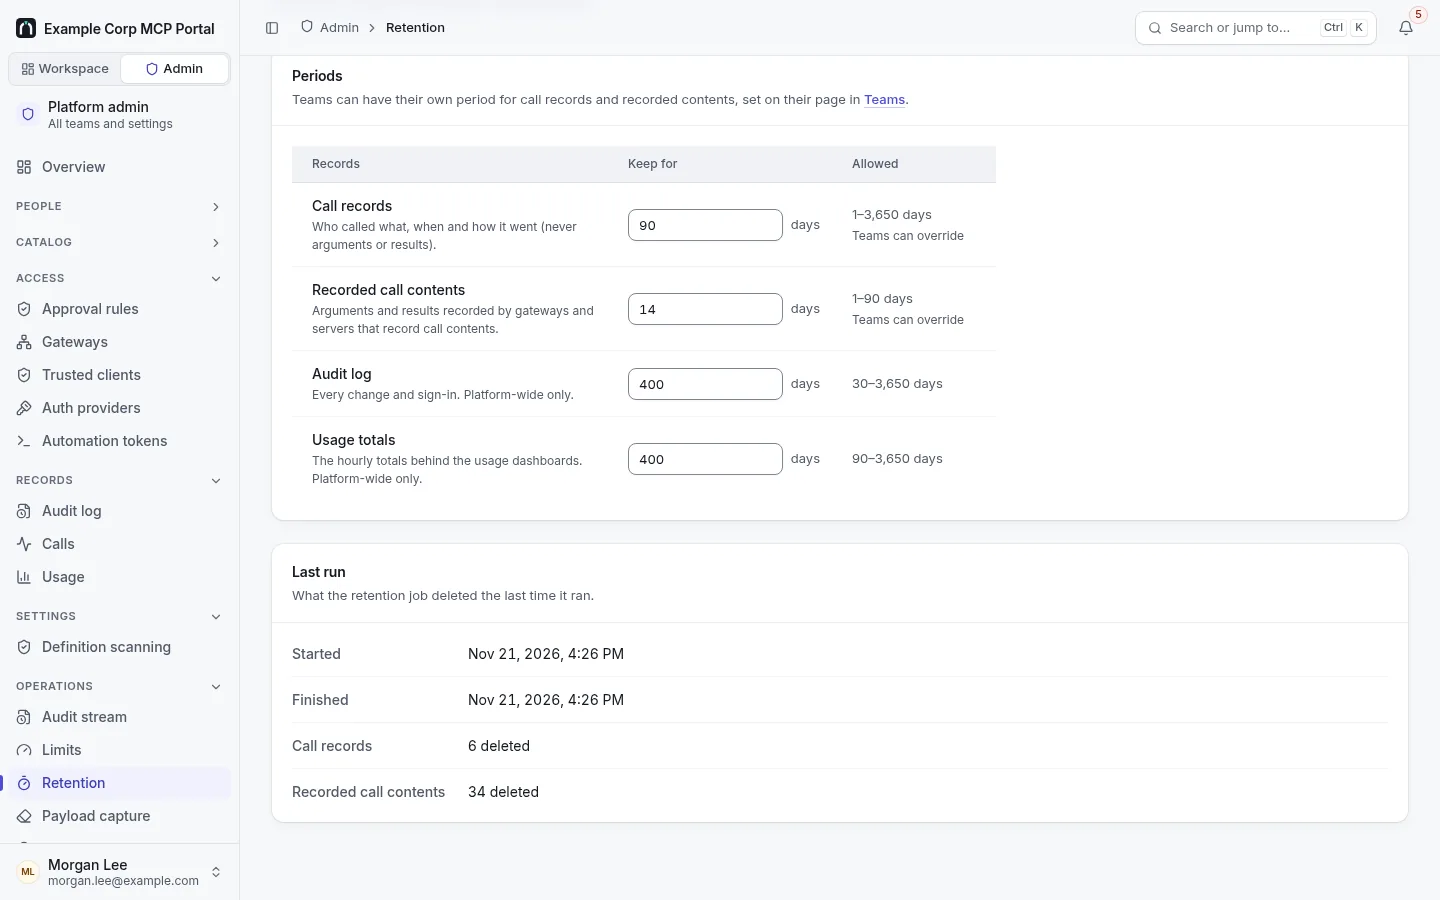 Example Corp MCP Portal
Workspace
Admin
Platform admin
All teams and settings
Overview
PEOPLE
CATALOG
ACCESS
Approval rules
Gateways
Trusted clients
Auth providers
Automation tokens
RECORDS
Audit log
Calls
Usage
SETTINGS
Definition scanning
OPERATIONS
Audit stream
Limits
Retention
Payload capture
ML
Morgan Lee
morgan.lee@example.com
Admin
Retention
Search or jump to...
Ctrl
K
5
Periods
Teams can have their own period for call records and recorded contents, set on their page in Teams.
Records
Keep for
Allowed
Call records
Who called what, when and how it went (never
arguments or results).
90
days
1–3,650 days
Teams can override
Recorded call contents
Arguments and results recorded by gateways and
servers that record call contents.
14
days
1–90 days
Teams can override
Audit log
Every change and sign-in. Platform-wide only.
400
days
30–3,650 days
Usage totals
The hourly totals behind the usage dashboards.
Platform-wide only.
400
days
90–3,650 days
Last run
What the retention job deleted the last time it ran.
Started
Nov 21, 2026, 4:26 PM
Finished
Nov 21, 2026, 4:26 PM
Call records
6 deleted
Recorded call contents
34 deleted